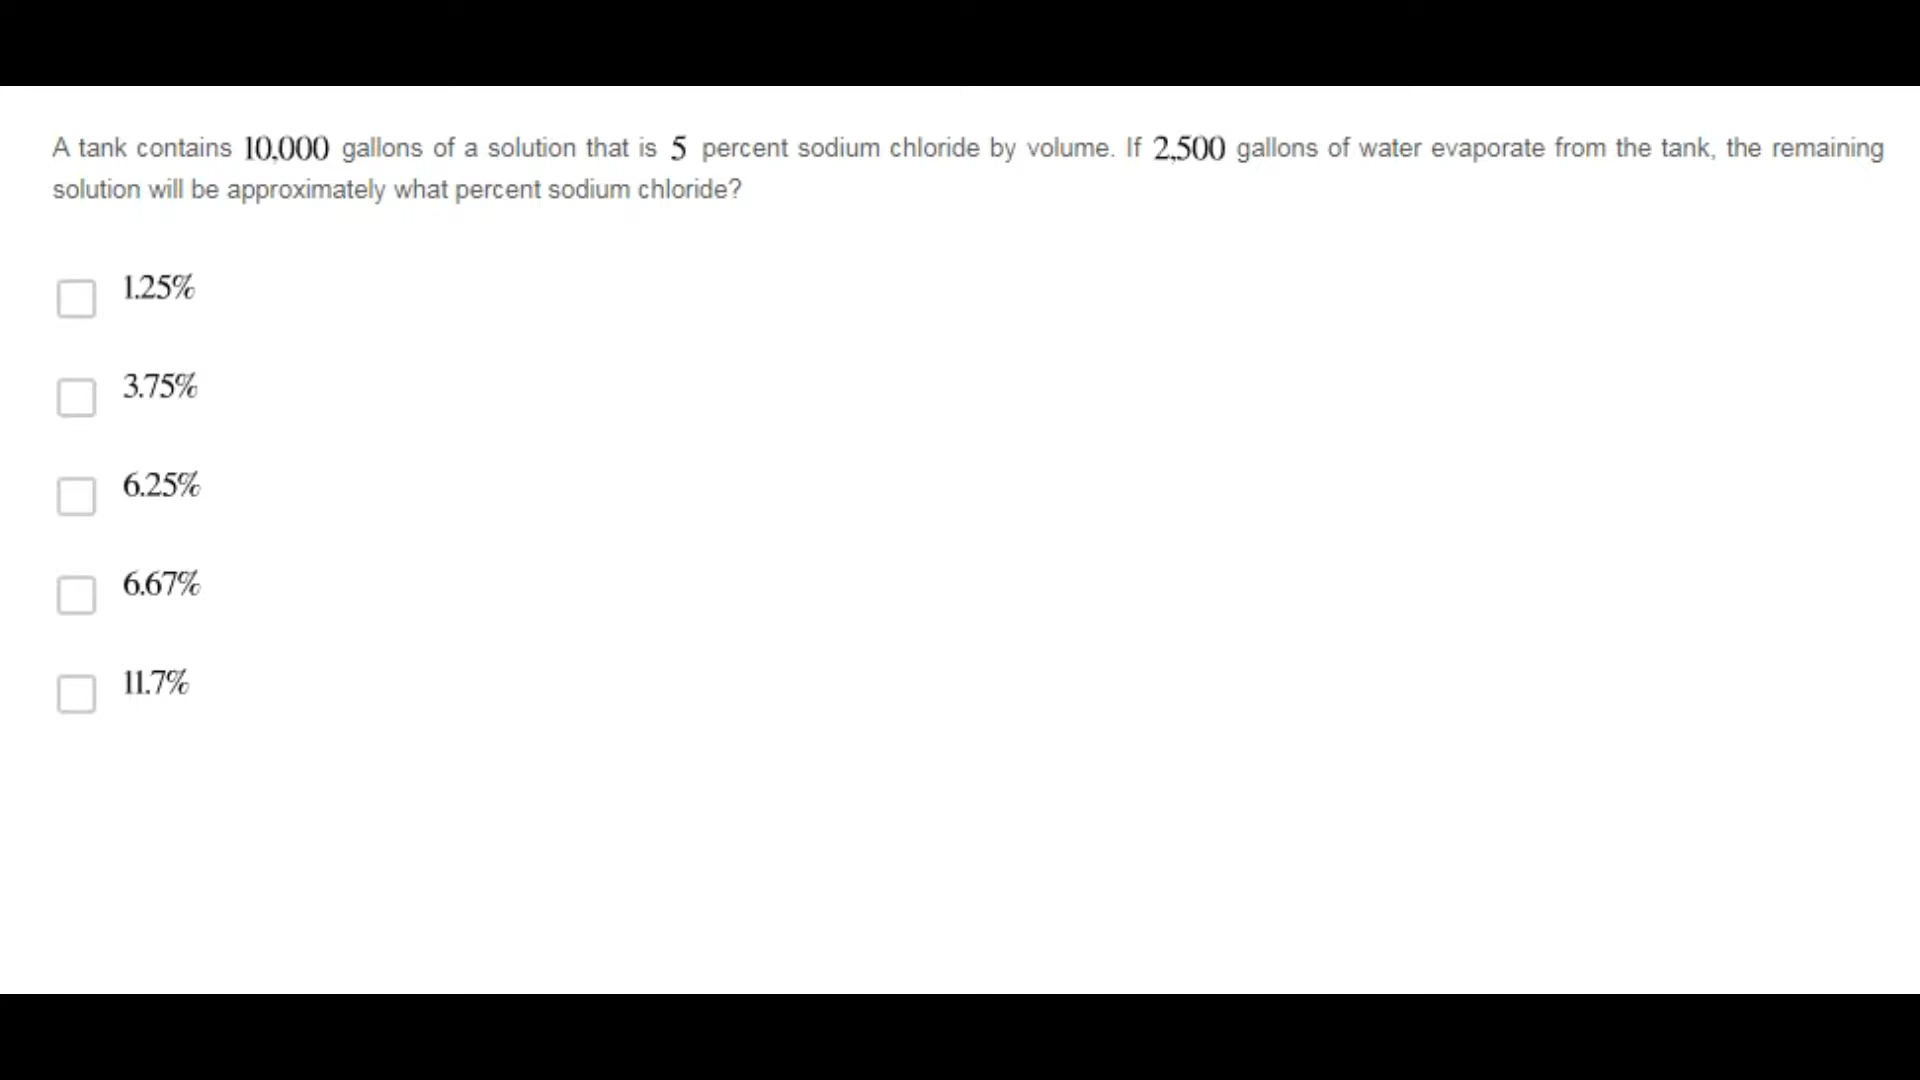 A tank contains 10,000 gallons of a solution that is 5 percent sodium chloride by volume. If 2,500 gallons of water evaporate from the tank, the remaining
solution will be approximately what percent sodium chloride?
1.25%
3.75%
6.25%
6.67%
11.7%